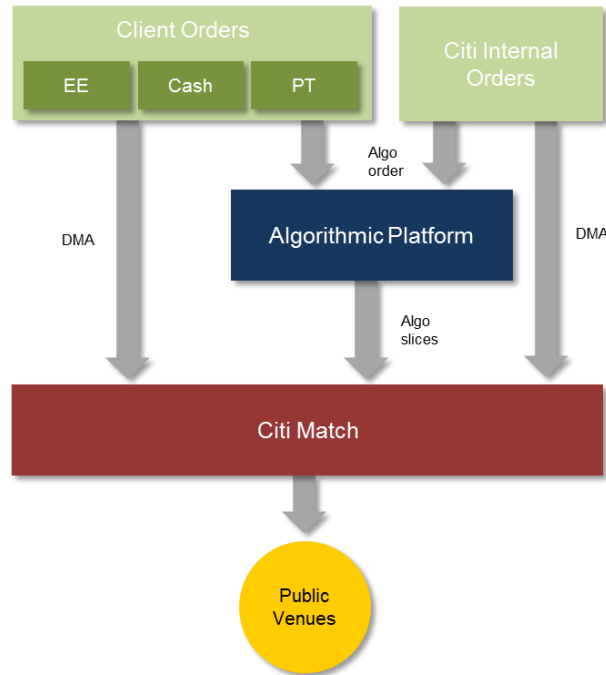 Client Orders
EE
Cash
PT
Citi Internal
Orders
Algo
order
DMA
Algorithmic Platform
DMA
Algo
slices
Citi Match
Public
Venues